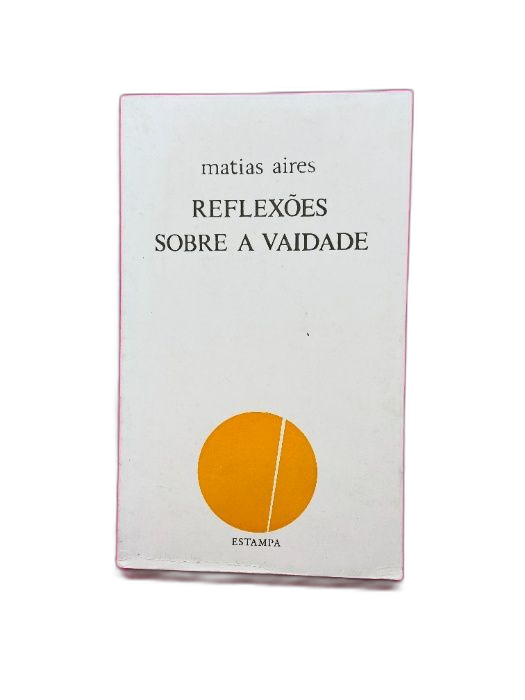 matias aires
REFLEXÕES
SOBRE A VAIDADE
ESTAMPA